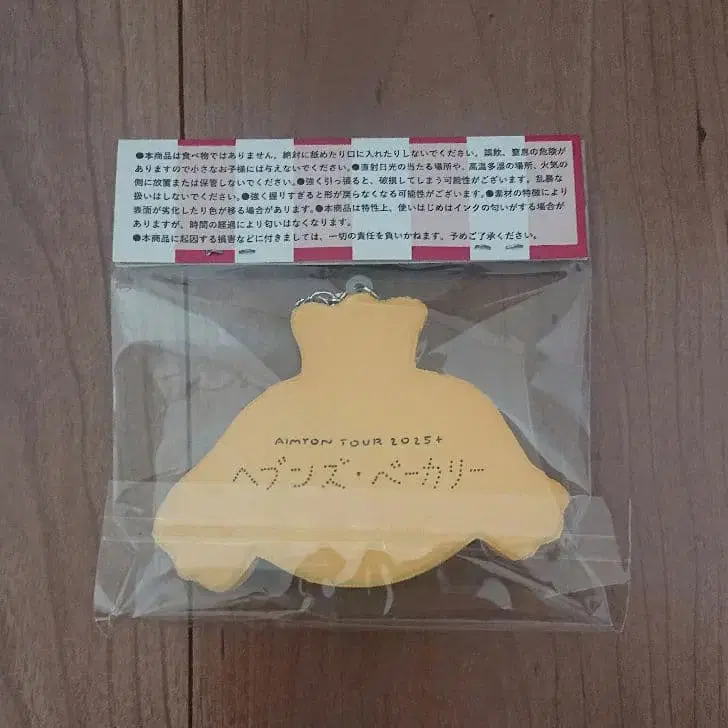 ●本商品は食べ物ではありません。絶対に舐めたり口に入れたりしないでください。誤飲、窒息の危険が
ありますので小さなお子様には与えないでください。●直射日光の当たる場所や、高温多湿の場所、火気の
側に放置または保管しないでください。●強く引っ張ると、破損してしまう可能性がございます。乱暴な
扱いはしないでください。●強く握りすぎると形が戻らなくなる可能性がございます。●素材の特徴により
表面が劣化したり色が移る場合があります。●本商品は特性上、使いはじめはインクの匂いがする場合が
ありますが、時間の経過により匂いはなくなります。
●本商品に起因する損害などに付きましては、一切の責任を負いかねます。予めご了承ください。
AIMYON TOUR 2025+
ヘブンズ・ベーカリー